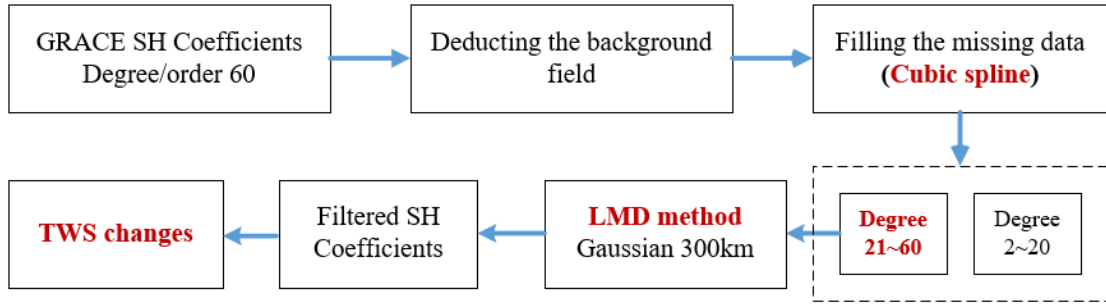 GRACE SH Coefficients
Degree/order 60
Deducting the background
field
Filling the missing data
(Cubic spline)
Degree
21~60
Degree
2~20
LMD method
Gaussian 300km
Filtered SH
Coefficients
TWS changes